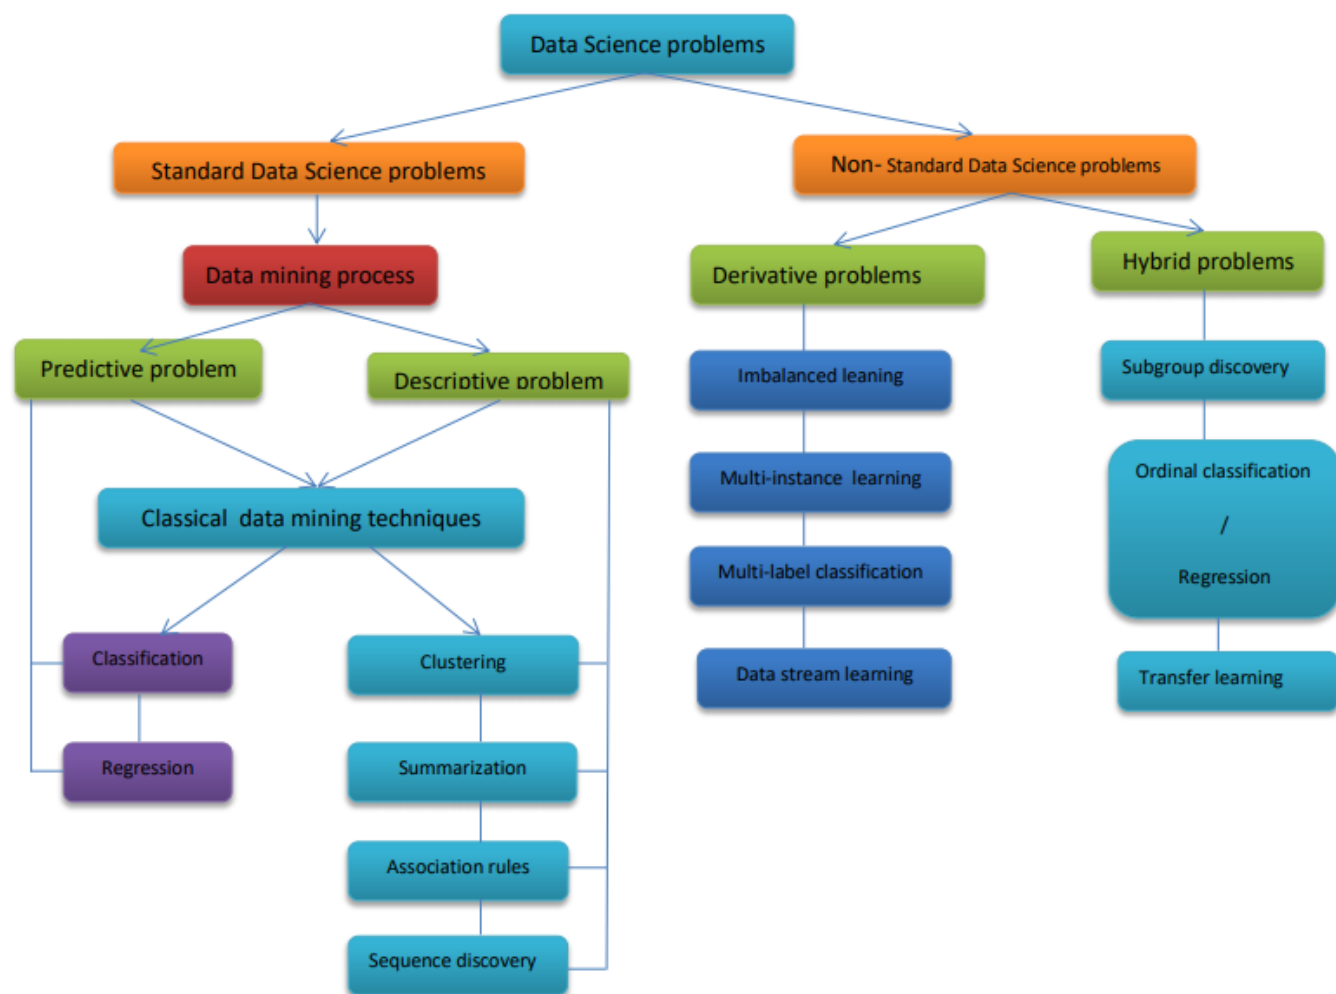 Data Science problems
Standard Data Science problems
Non- Standard Data Science problems
Data mining process
Derivative problems
Hybrid problems
Predictive problem
Descriptive problem
Imbalanced leaning
Subgroup discovery
Multi-instance learning
Ordinal classification
/
Regression
Classical data mining techniques
Multi-label classification
Classification
Clustering
Data stream learning
Transfer learning
Regression
Summarization
Association rules
Sequence discovery